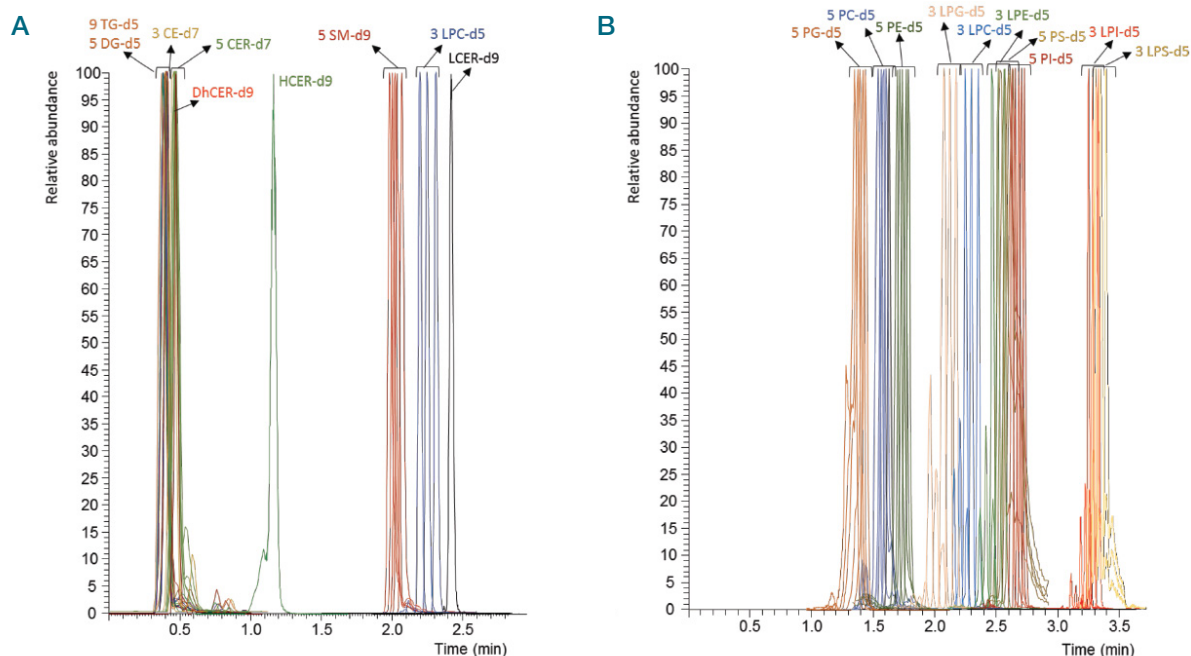 A
9 TG-d5
5 DG-d5
3 CE-d7
5 CER-d7
DhCER-d9
HCER-d9
5 SM-d9
3 LPC-d5
LCER-d9
Relative abundance
100
95
90
85
80
75
70
65
60
55
50
45
40
35
30
25
20
15
10
5
0
0.5
1.0
1.5
2.0
2.5
Time (min)
B
5 PG-d5
5 PC-d5
5 PE-d5
3 LPG-d5
3 LPC-d5
3 LPE-d5
5 PS-d5
5 PI-d5
3 LPI-d5
3 LPS-d5
Relative abundance
100
95
90
85
80
75
70
65
60
55
50
45
40
35
30
25
20
15
10
5
0
0.5
1.0
1.5
2.0
2.5
3.0
3.5
Time (min)